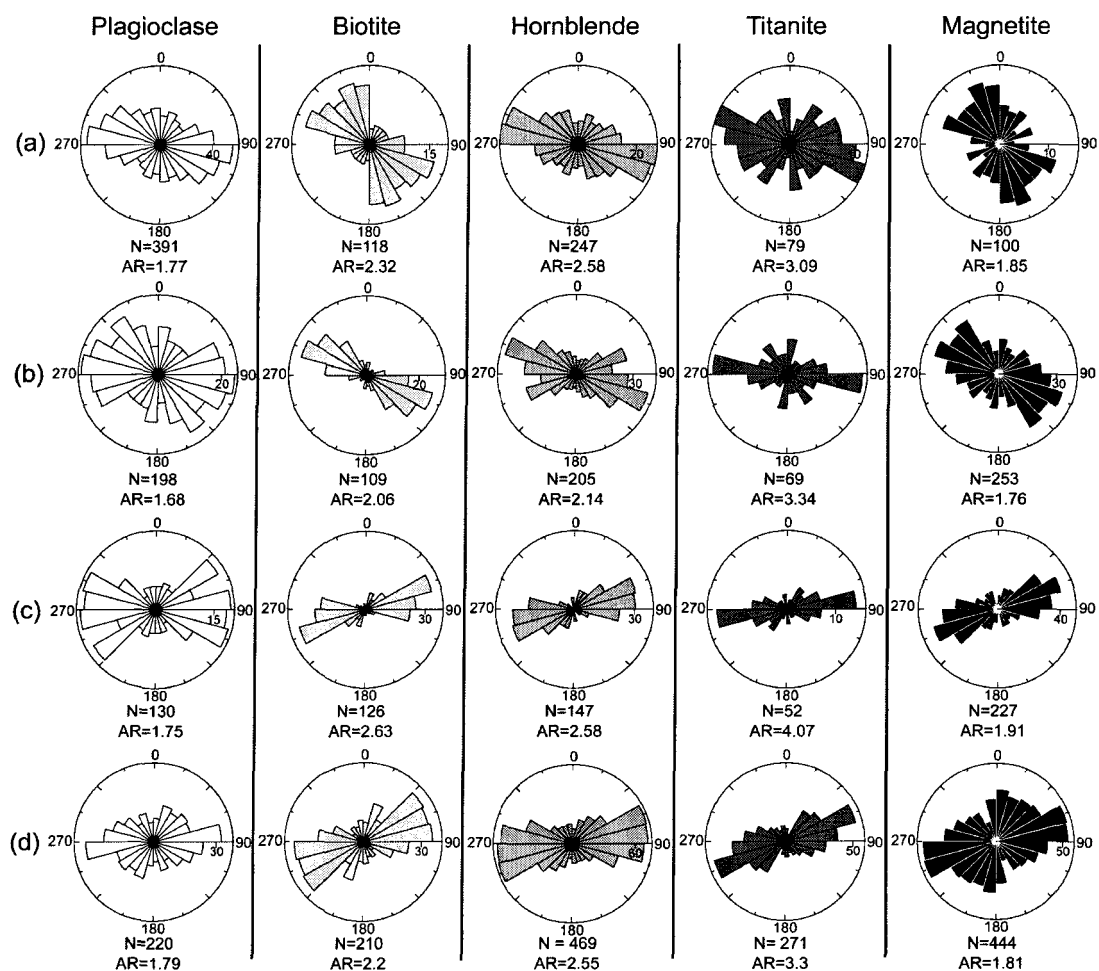 Plagioclase Biotite Hornblende Titanite Magnetite
0 0 0 0 0
(a) 270 40 90 270 15 90 270 20 90 270 90 270 10 90
180 180 180 180 180
N=391 N=118 N=247 N=79 N=100
AR=1.77 AR=2.32 AR=2.58 AR=3.09 AR=1.85
0 0 0 0 0
(b) 270 20 90 270 20 90 270 30 90 270 90 270 30 90
180 180 180 180 180
N=198 N=109 N=205 N=69 N=253
AR=1.68 AR=2.06 AR=2.14 AR=3.34 AR=1.76
0 0 0 0 0
(c) 270 15 90 270 30 90 270 30 90 270 10 90 270 40 90
180 180 180 180 180
N=130 N=126 N=147 N=52 N=227
AR=1.75 AR=2.63 AR=2.58 AR=4.07 AR=1.91
0 0 0 0 0
(d) 270 30 90 270 30 90 270 60 90 270 50 90 270 50 90
180 180 180 180 180
N=220 N=210 N = 469 N = 271 N=444
AR=1.79 AR=2.2 AR=2.55 AR=3.3 AR=1.81